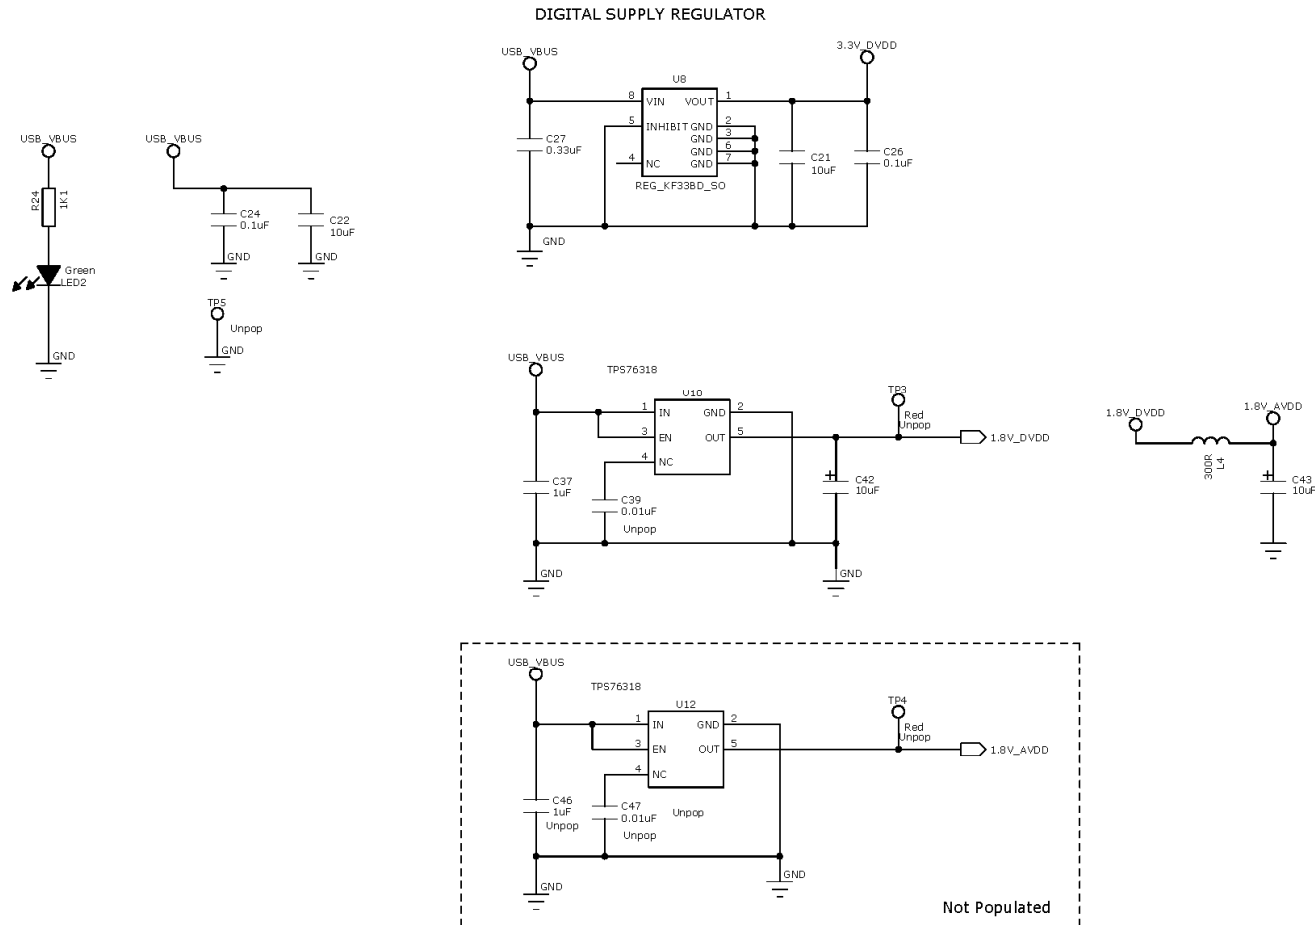 DIGITAL SUPPLY REGULATOR
USB_VBUS
R24
1K1
Green
LED2
GND
USB_VBUS
C24
0.1uF
GND
C22
10uF
GND
TP5
Unpop
GND
USB_VBUS
C27
0.33uF
GND
U8
8 VIN VOUT 1
5 INHIBIT GND 2
GND 3
GND 6
4 NC GND 7
REG_KF33BD_SO
3.3V_DVDD
C21
10uF
C26
0.1uF
USB_VBUS
TPS76318
U10
1 IN GND 2
3 EN OUT 5
4 NC
C37
1uF
C39
0.01uF
Unpop
GND
TP3
Red
Unpop
1.8V_DVDD
C42
10uF
GND
1.8V_DVDD
300R
L4
1.8V_AVDD
C43
10uF
USB_VBUS
TPS76318
U12
1 IN GND 2
3 EN OUT 5
4 NC
C46
1uF
Unpop
C47
0.01uF
Unpop
Unpop
GND
GND
TP4
Red
Unpop
1.8V_AVDD
Not Populated